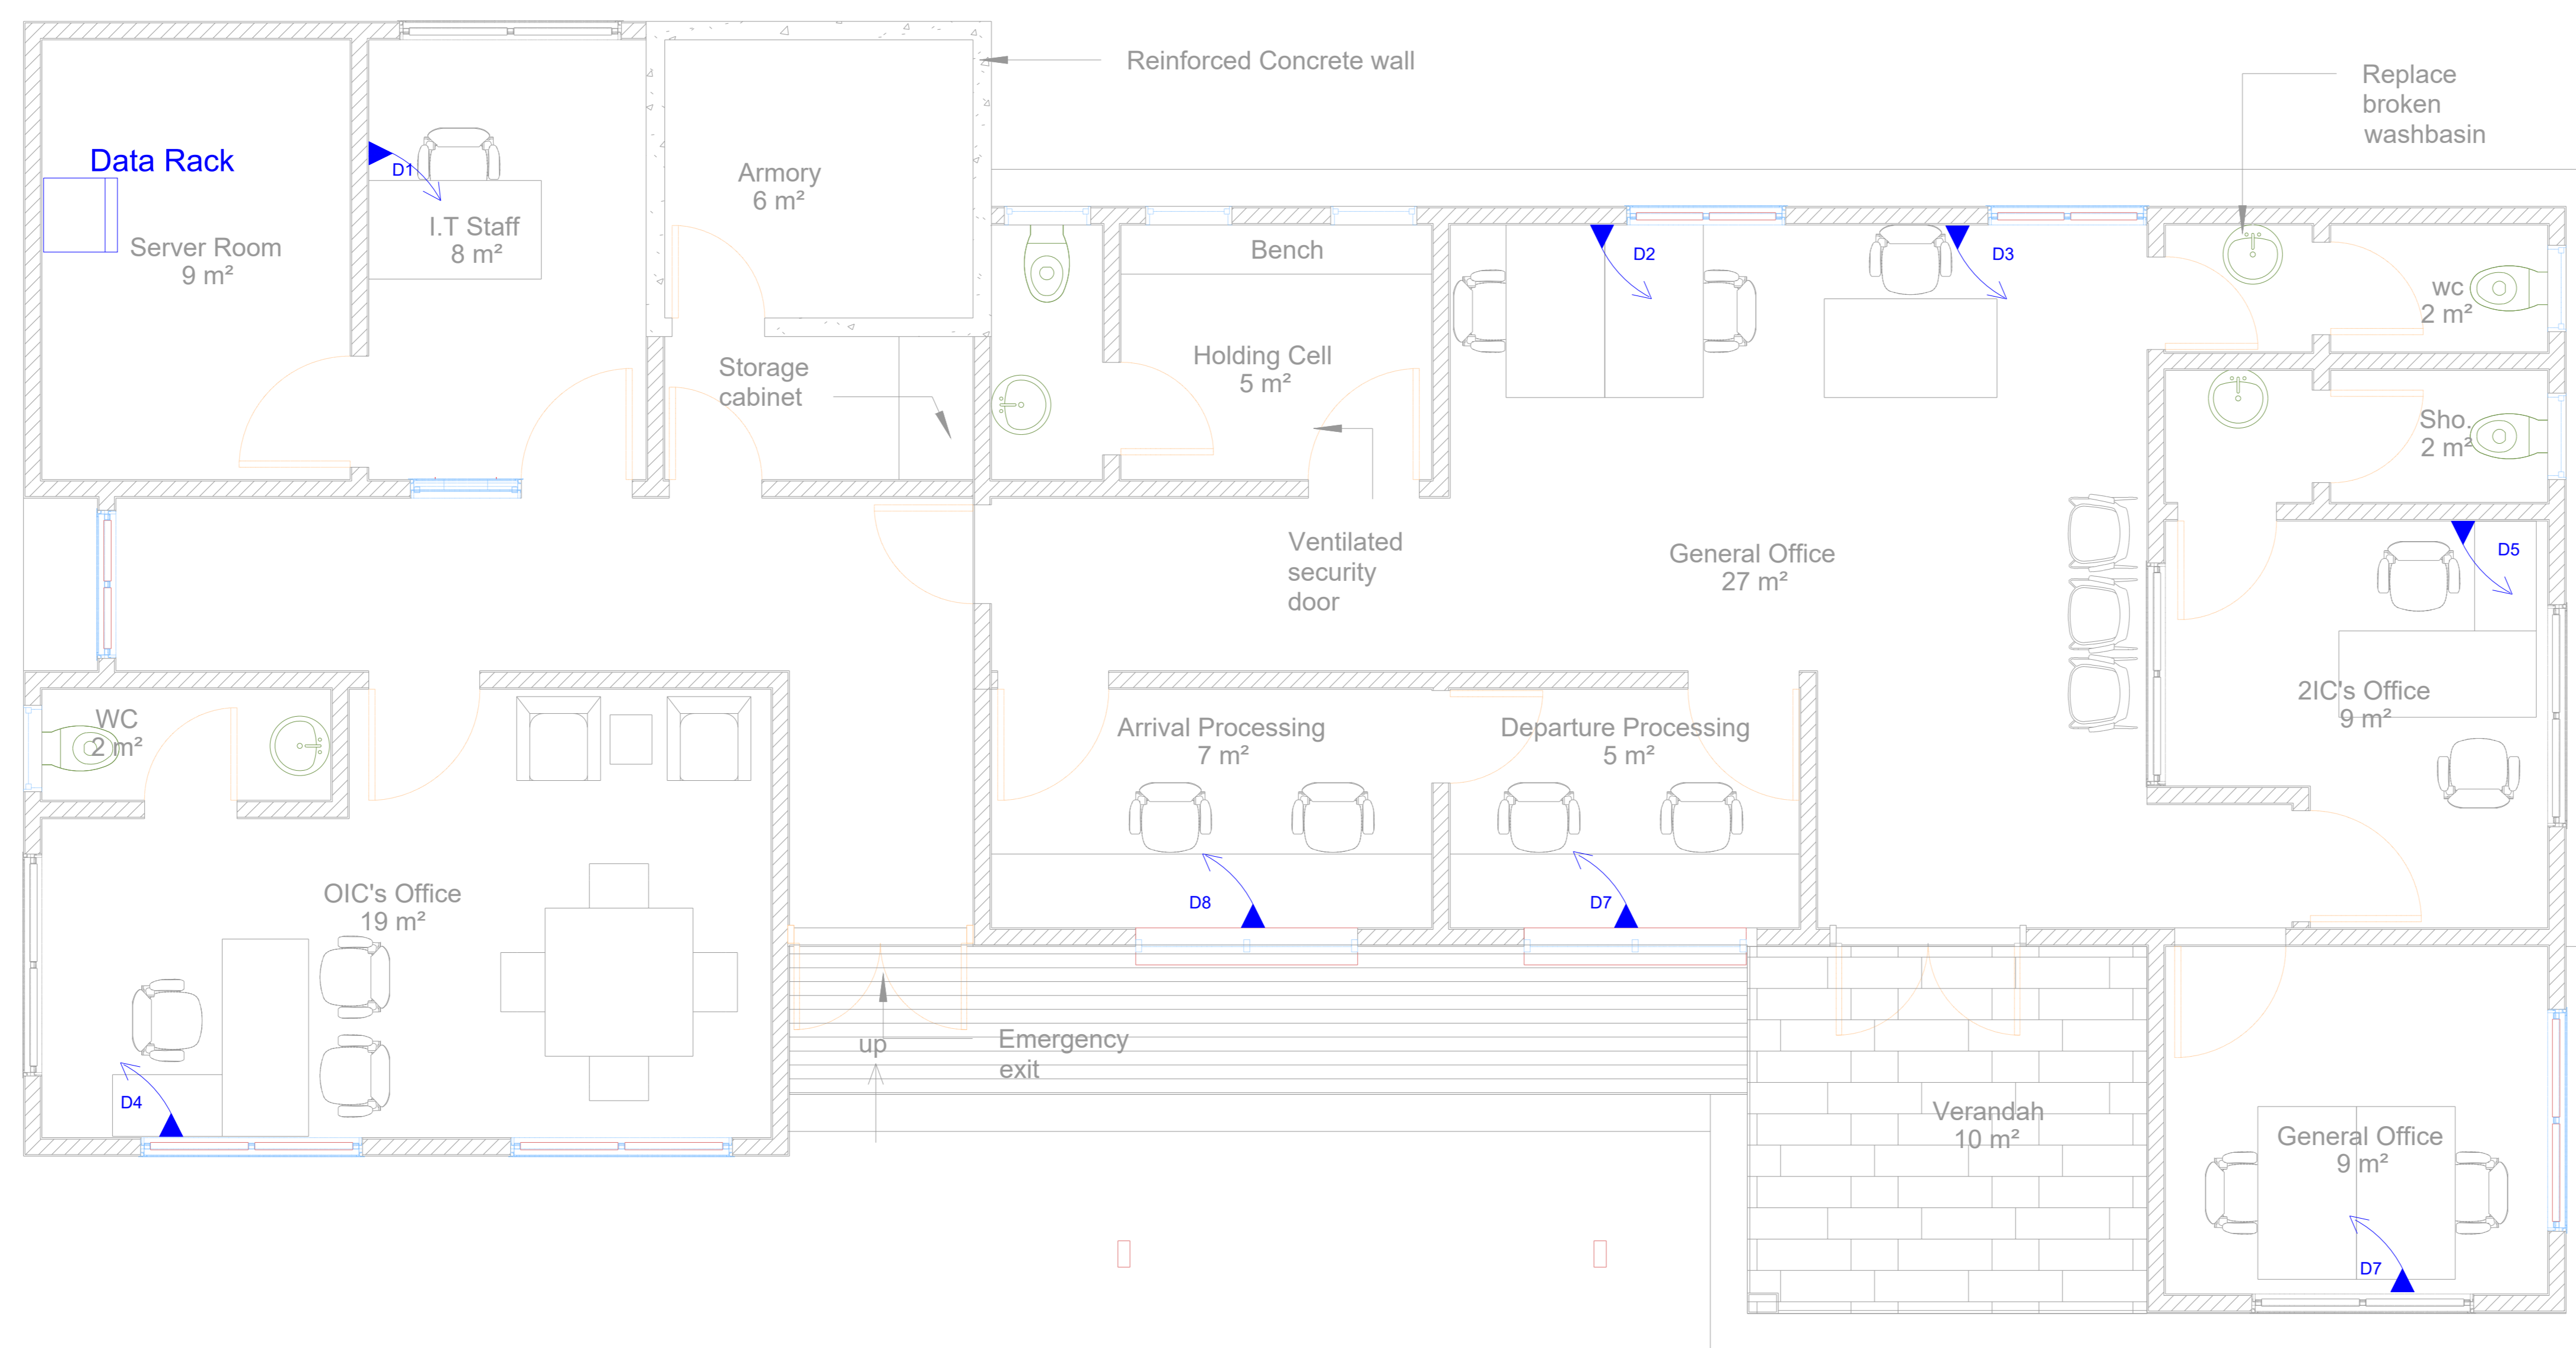 Reinforced Concrete wall
Replace
broken
washbasin
Data Rack
D1
Armory
6 m²
I.T Staff
8 m²
Server Room
9 m²
Bench
D2
D3
wc
2 m²
Storage
cabinet
Holding Cell
5 m²
Sho.
2 m²
Ventilated
security
door
General Office
27 m²
D5
WC
2 m²
Arrival Processing
7 m²
Departure Processing
5 m²
2IC's Office
9 m²
OIC's Office
19 m²
D8
D7
up
Emergency
exit
D4
Verandah
10 m²
General Office
9 m²
D7